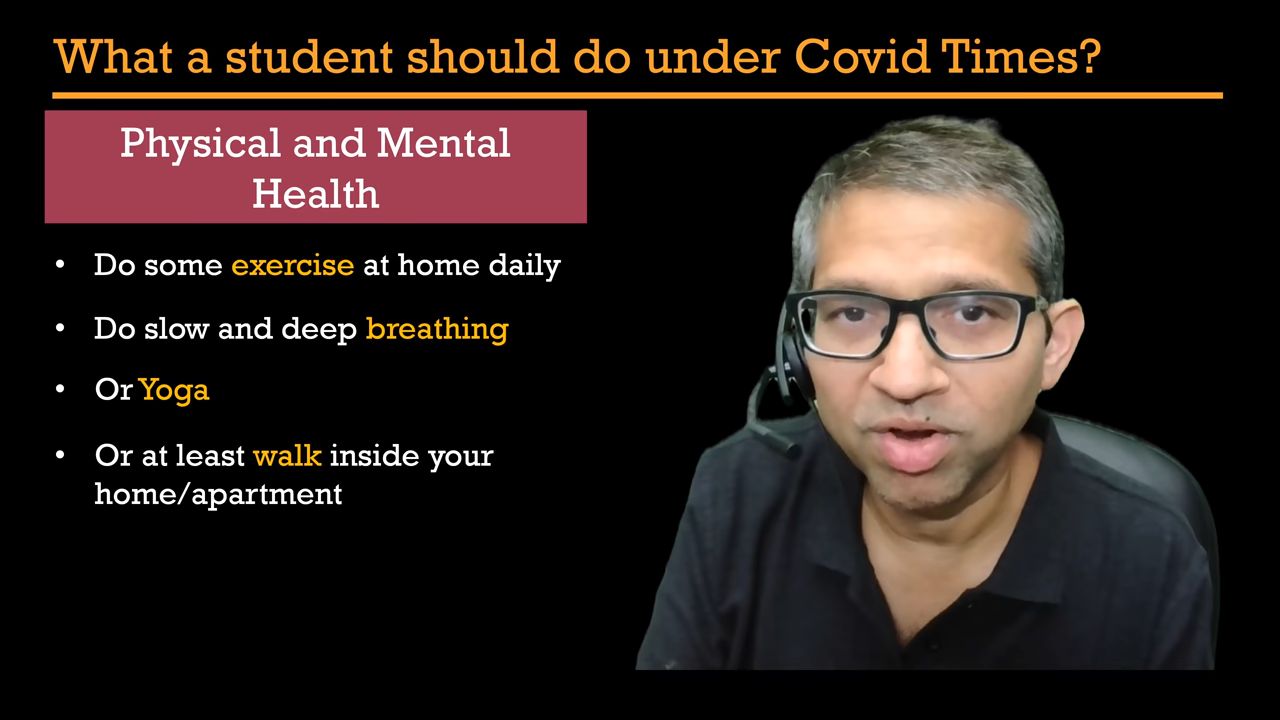 What a student should do under Covid Times?
Physical and Mental
Health
• Do some exercise at home daily
• Do slow and deep breathing
• Or Yoga
• Or at least walk inside your
home/apartment